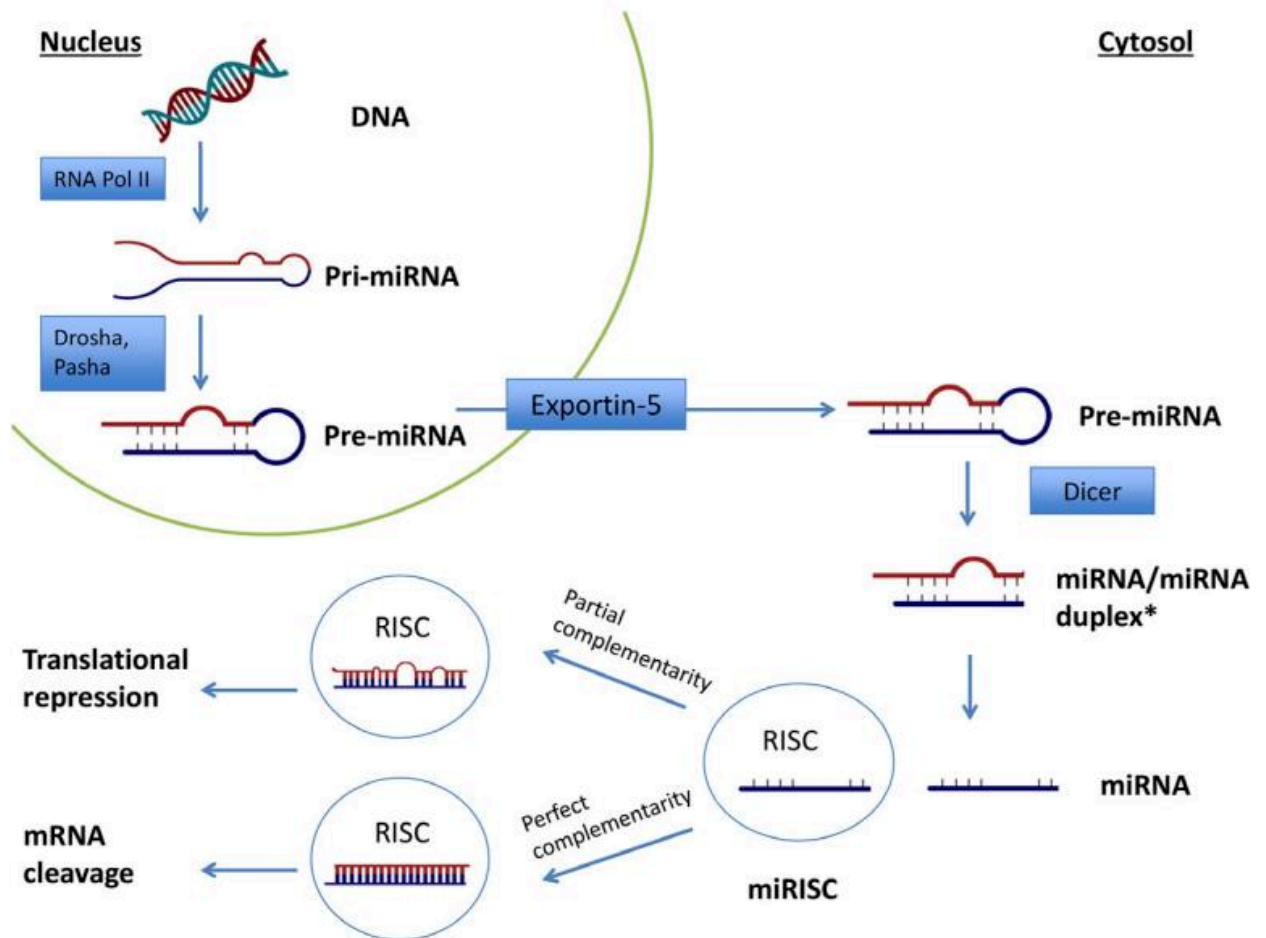 Nucleus
Cytosol
DNA
RNA Pol II
Pri-miRNA
Drosha,
Pasha
Pre-miRNA
Exportin-5
Pre-miRNA
Dicer
miRNA/miRNA
duplex*
miRNA
RISC
miRISC
Partial
complementarity
RISC
Translational
repression
Perfect
complementarity
RISC
mRNA
cleavage